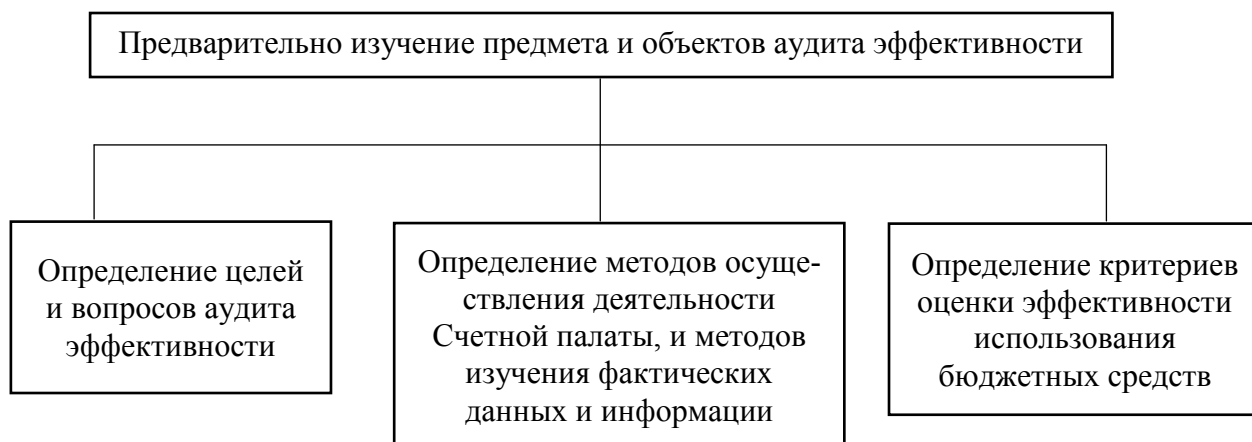 Предварительно изучение предмета и объектов аудита эффективности
Определение целей
и вопросов аудита
эффективности
Определение методов осуще-
ствления деятельности
Счетной палаты, и методов
изучения фактических
данных и информации
Определение критериев
оценки эффективности
использования
бюджетных средств